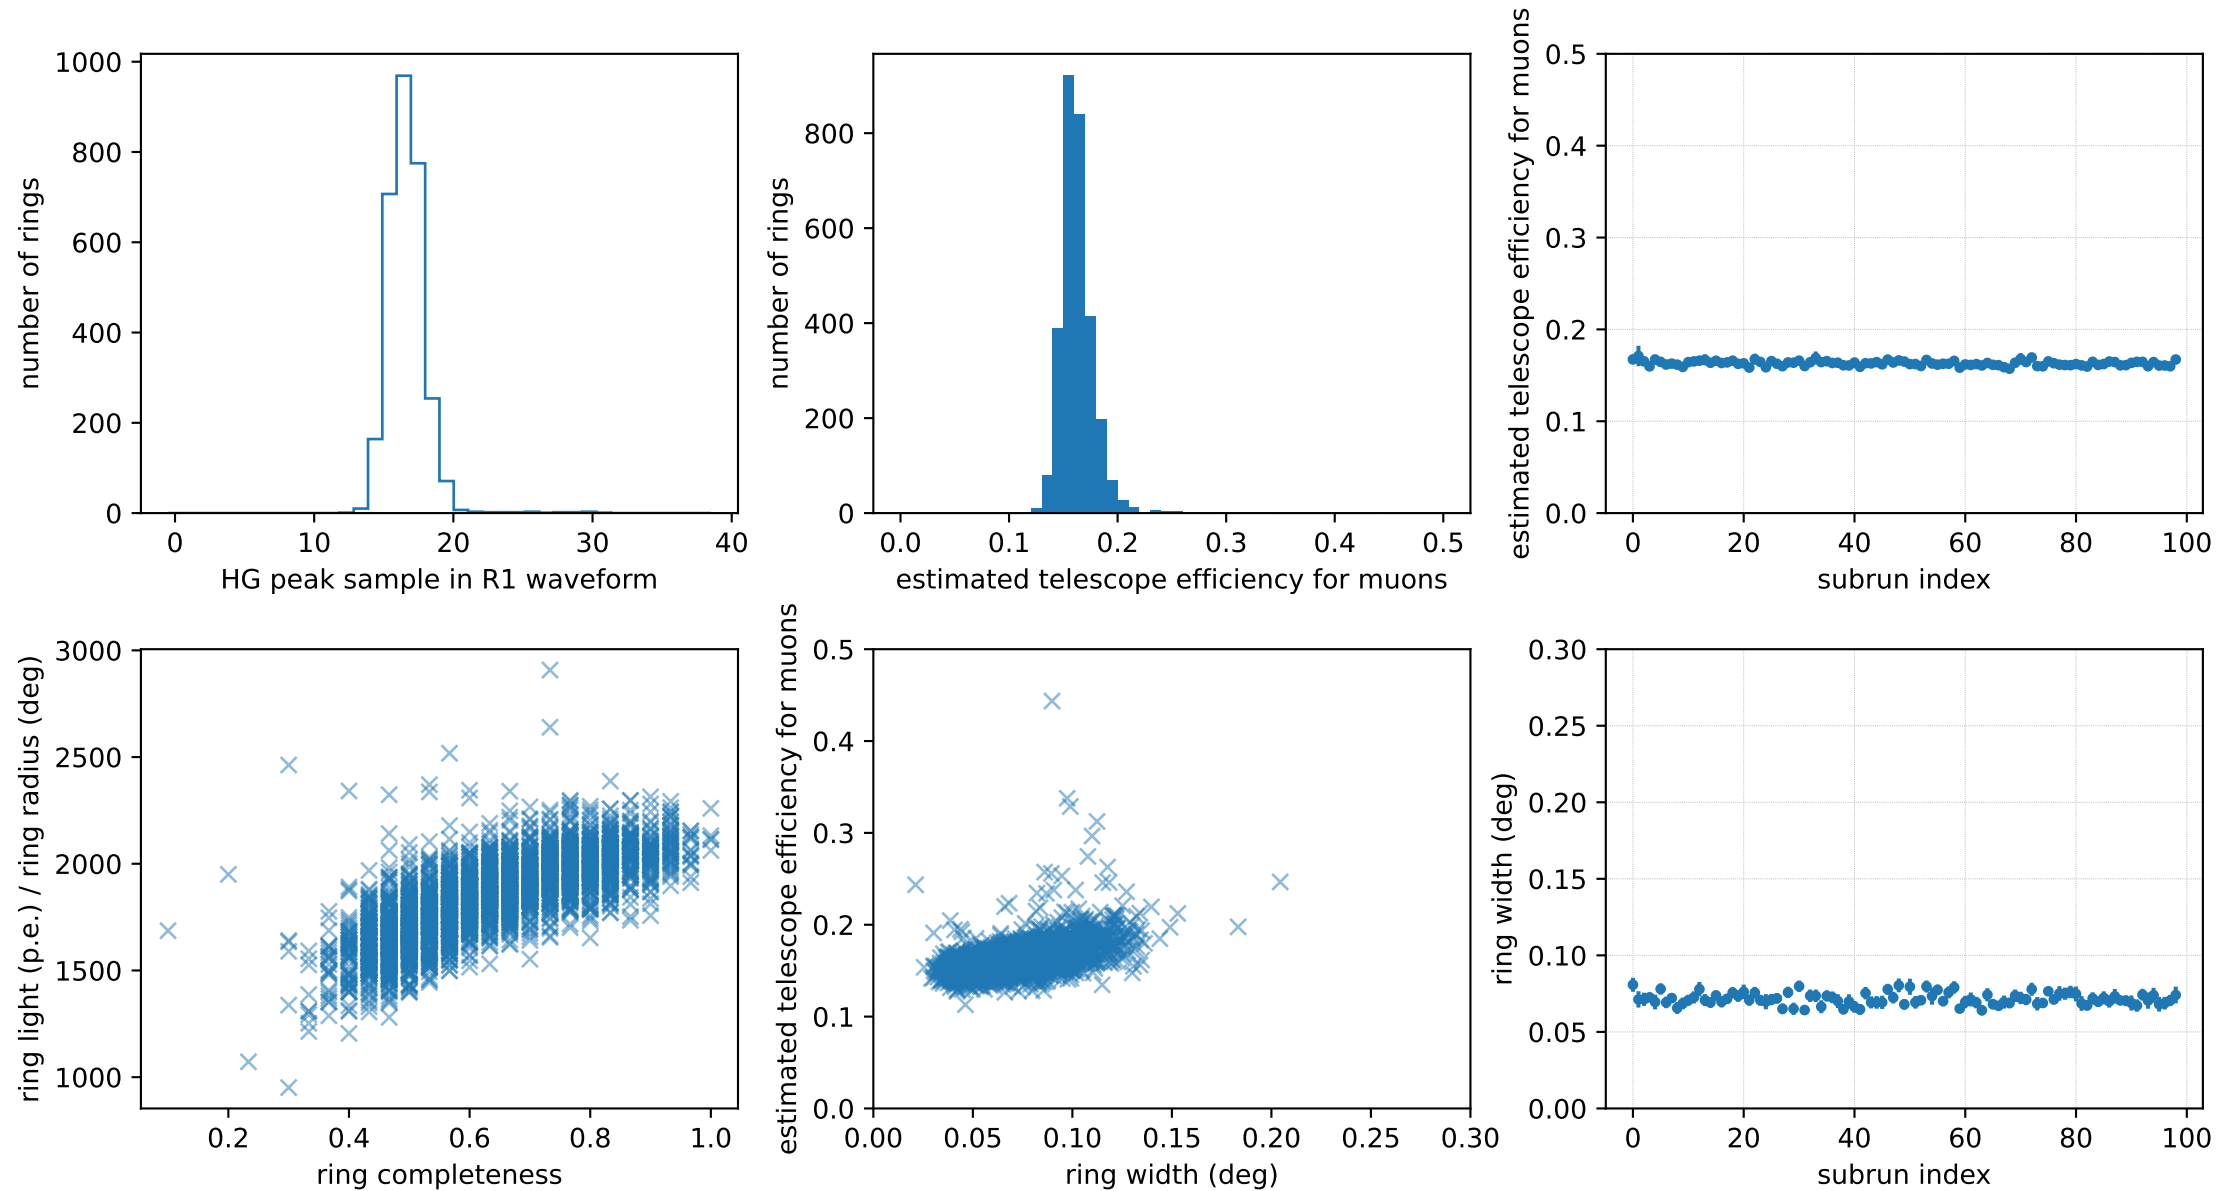 1000
800
600
400
200
0
number of rings
0 10 20 30 40
HG peak sample in R1 waveform
800
600
400
200
0
number of rings
0.0 0.1 0.2 0.3 0.4 0.5
estimated telescope efficiency for muons
0.5
0.4
0.3
0.2
0.1
0.0
estimated telescope efficiency for muons
0 20 40 60 80 100
subrun index
3000
2500
2000
1500
1000
ring light (p.e.) / ring radius (deg)
0.2 0.4 0.6 0.8 1.0
ring completeness
0.5
0.4
0.3
0.2
0.1
0.0
estimated telescope efficiency for muons
0.00 0.05 0.10 0.15 0.20 0.25 0.30
ring width (deg)
0.30
0.25
0.20
0.15
0.10
0.05
0.00
ring width (deg)
0 20 40 60 80 100
subrun index